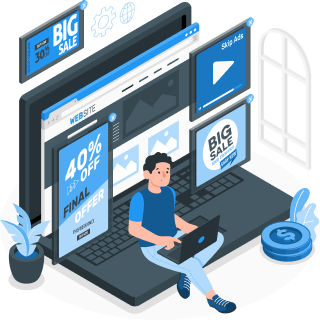 BIG
SALE
30%
Skip Ads
WEBSITE
40%
OFF
FINAL
OFFER
BIG
SALE
$